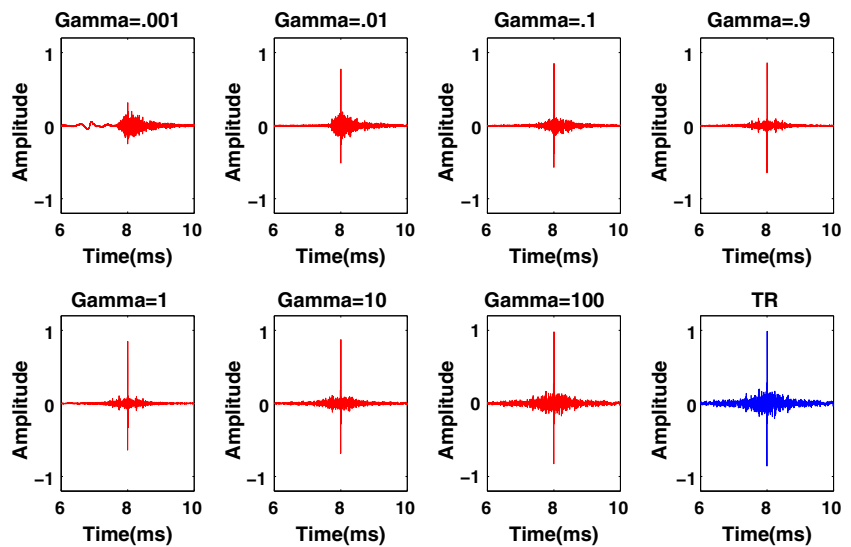 Gamma=.001
Gamma=.01
Gamma=.1
Gamma=.9
1
0
−1
Amplitude
6 8 10
Time(ms)
1
0
−1
Amplitude
6 8 10
Time(ms)
1
0
−1
Amplitude
6 8 10
Time(ms)
1
0
−1
Amplitude
6 8 10
Time(ms)
Gamma=1
Gamma=10
Gamma=100
TR
1
0
−1
Amplitude
6 8 10
Time(ms)
1
0
−1
Amplitude
6 8 10
Time(ms)
1
0
−1
Amplitude
6 8 10
Time(ms)
1
0
−1
Amplitude
6 8 10
Time(ms)